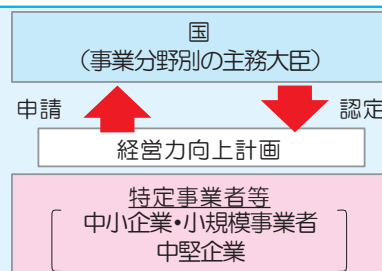 国
（事業分野別の主務大臣）
申請
認定
経営力向上計画
特定事業者等
中小企業・小規模事業者
中堅企業